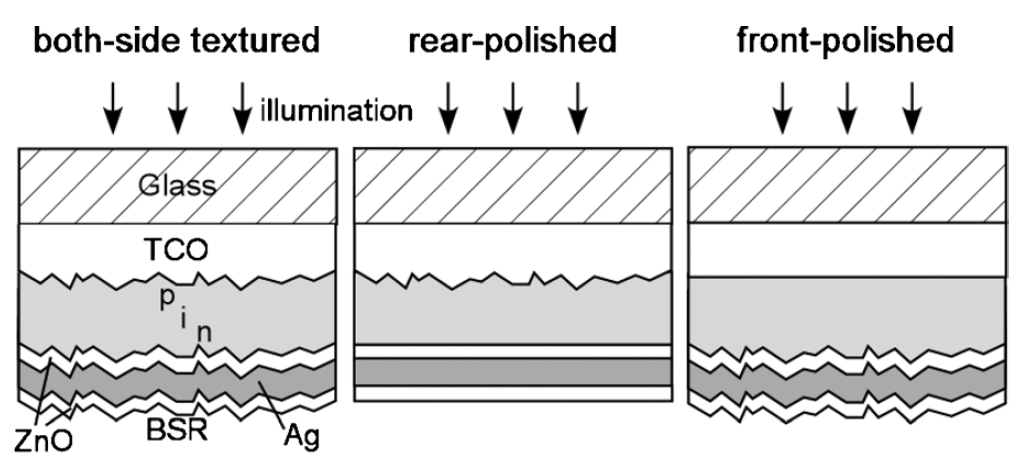 both-side textured
rear-polished
front-polished
illumination
Glass
TCO
p
i
n
ZnO
BSR
Ag